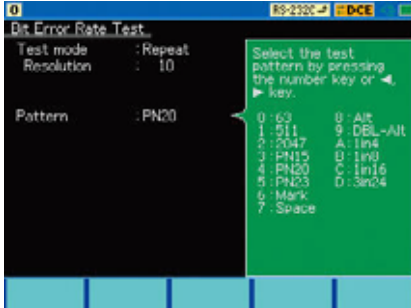 0 RS-232C DCE
Bit Error Rate Test
Test mode :Repeat
Resolution : 10
Pattern :PN20
Select the test
pattern by pressing
the number key or ◄,
► key.
0:63 8:Alt
1:511 9:DBL-Alt
2:2047 A:1in4
3:PN15 B:1in8
4:PN20 C:1in16
5:PN23 D:3in24
6:Mark
7:Space